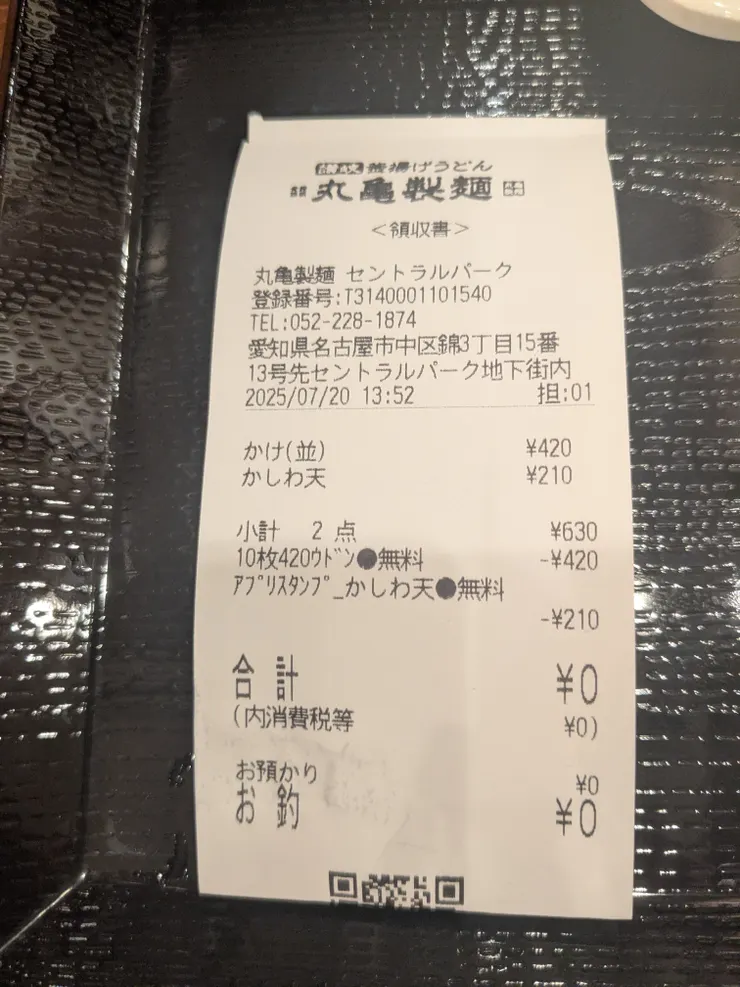 讃岐 釜揚げうどん
丸亀製麺
<領収書>
丸亀製麺 セントラルパーク
登録番号:T3140001101540
TEL:052-228-1874
愛知県名古屋市中区錦3丁目15番
13号先セントラルパーク地下街内
2025/07/20 13:52 担:01
かけ(並) ¥420
かしわ天 ¥210
小計 2 点 ¥630
10枚420ウドン●無料 -¥420
アプリスタンプ_かしわ天●無料
-¥210
合計 ¥0
(内消費税等 ¥0)
お預かり ¥0
お釣 ¥0